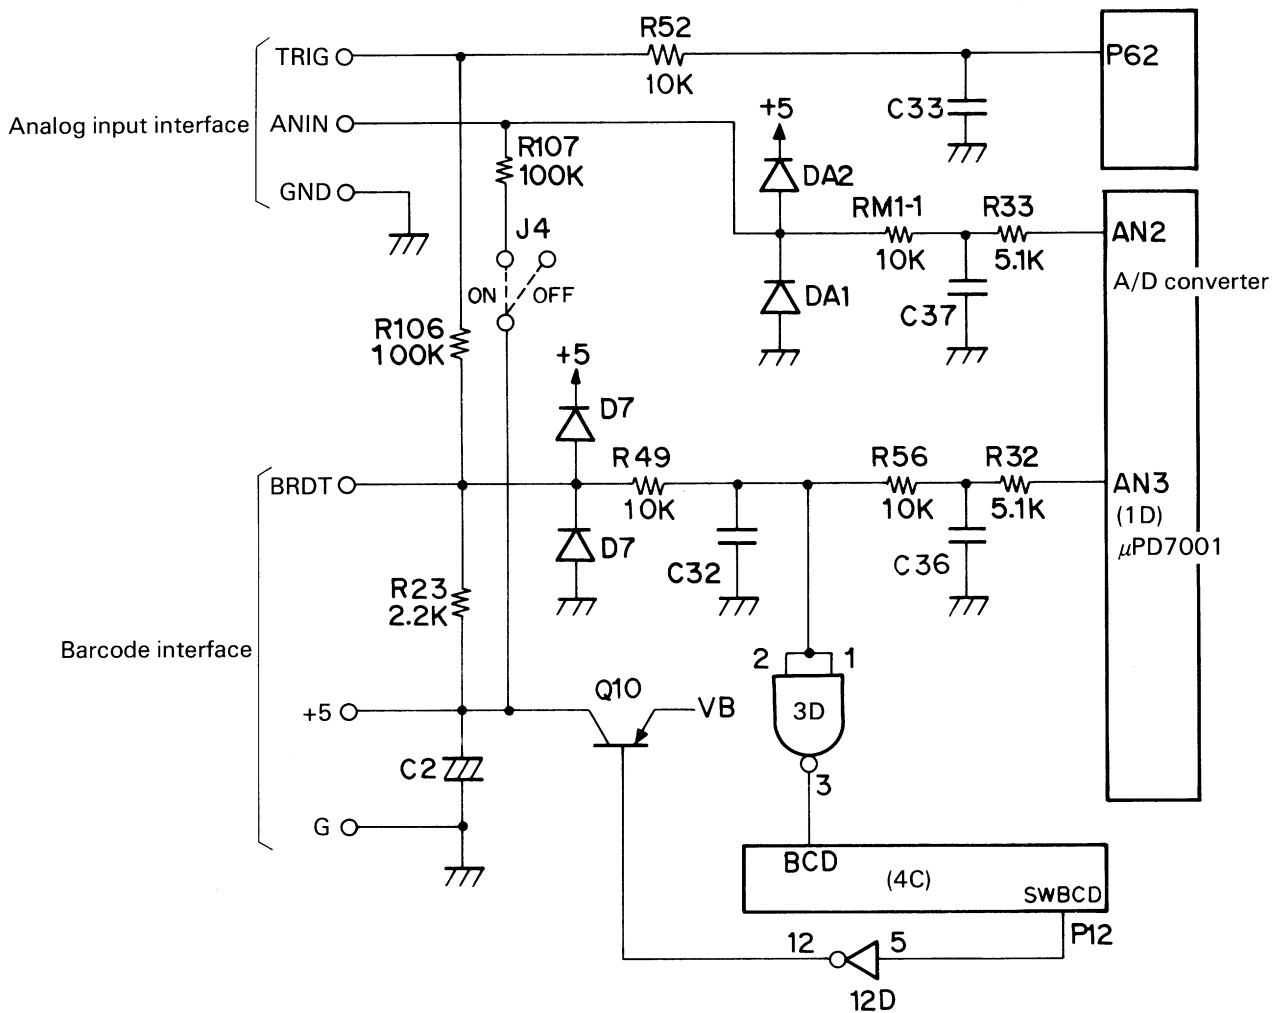 R52
TRIG
10K
P62
C33
+5
Analog input interface
ANIN
R107
100K
DA2
GND
RM1-1
R33
J4
10K
5.1K
AN2
A/D converter
ON
OFF
DA1
C37
R106
100K
+5
D7
R49
R56
R32
BRDT
10K
10K
5.1K
AN3
(1D)
μPD7001
D7
C32
C36
R23
2.2K
Barcode interface
2
1
Q10
+5
VB
3D
C2
3
G
BCD
(4C)
SWBCD
P12
12
5
12D